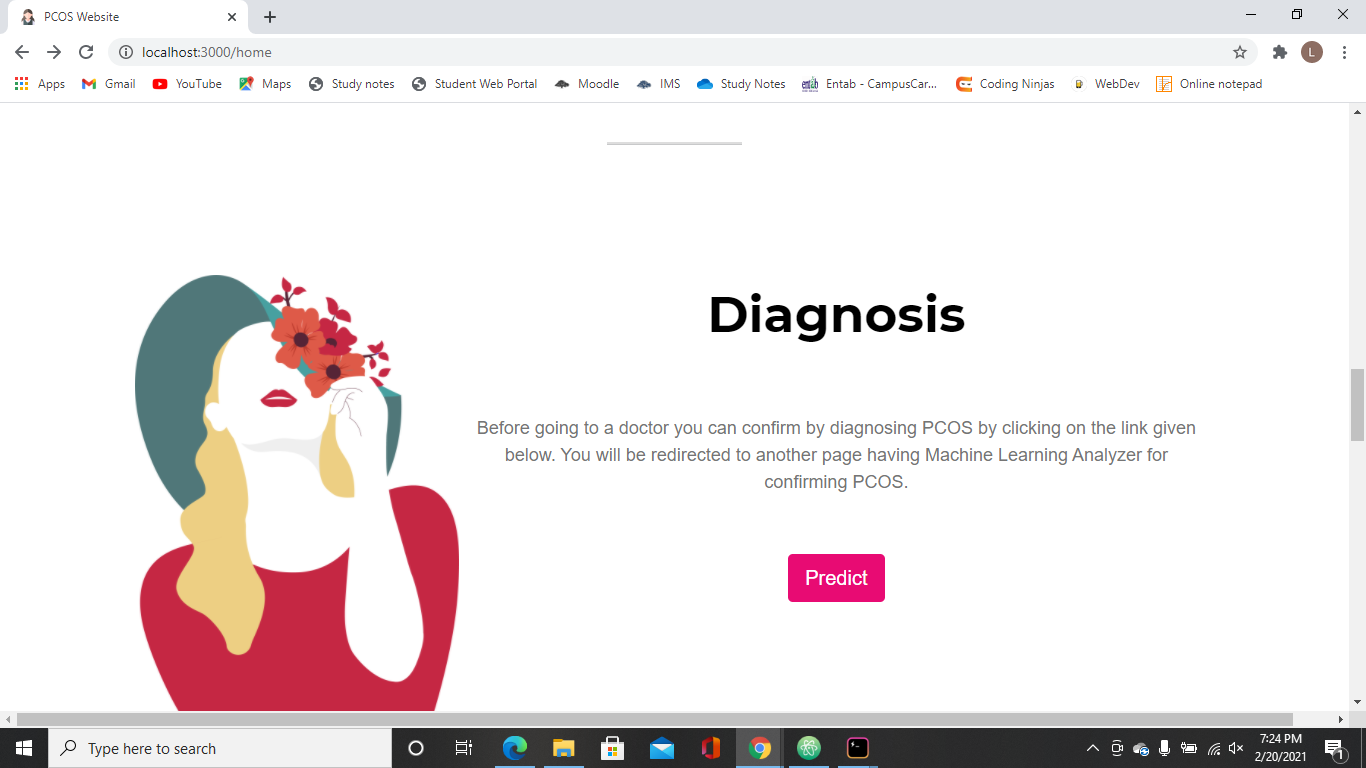 PCOS Website
localhost:3000/home
L
Apps Gmail YouTube Maps Study notes Student Web Portal Moodle IMS Study Notes Entab - CampusCar... Coding Ninjas WebDev Online notepad
Diagnosis
Before going to a doctor you can confirm by diagnosing PCOS by clicking on the link given
below. You will be redirected to another page having Machine Learning Analyzer for
confirming PCOS.
Predict
Type here to search
7:24 PM
2/20/2021
1